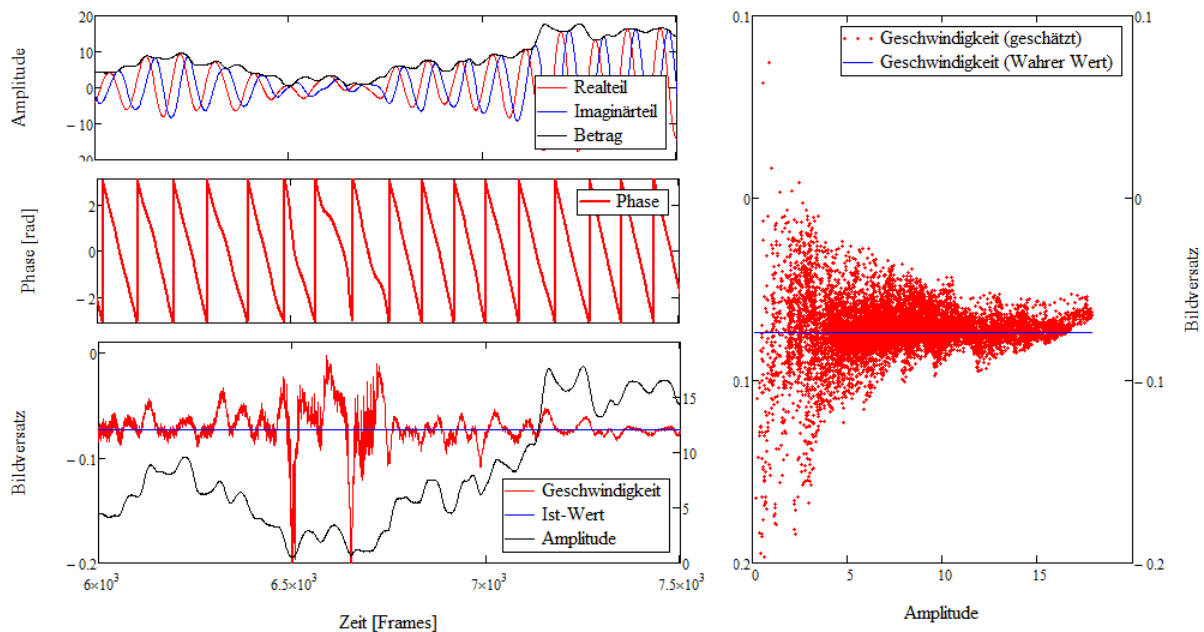 Amplitude
20
10
0
−10
20
Realteil
Imaginärteil
Betrag
Phase [rad]
2
0
−2
Phase
Bildversatz
0
−0.1
−0.2
15
10
5
0
Geschwindigkeit
Ist-Wert
Amplitude
6×10³
6.5×10³
7×10³
7.5×10³
Zeit [Frames]
0.1
0
0.1
0.2
Geschwindigkeit (geschätzt)
Geschwindigkeit (Wahrer Wert)
0.1
0
−0.1
−0.2
Bildversatz
0
5
10
15
Amplitude